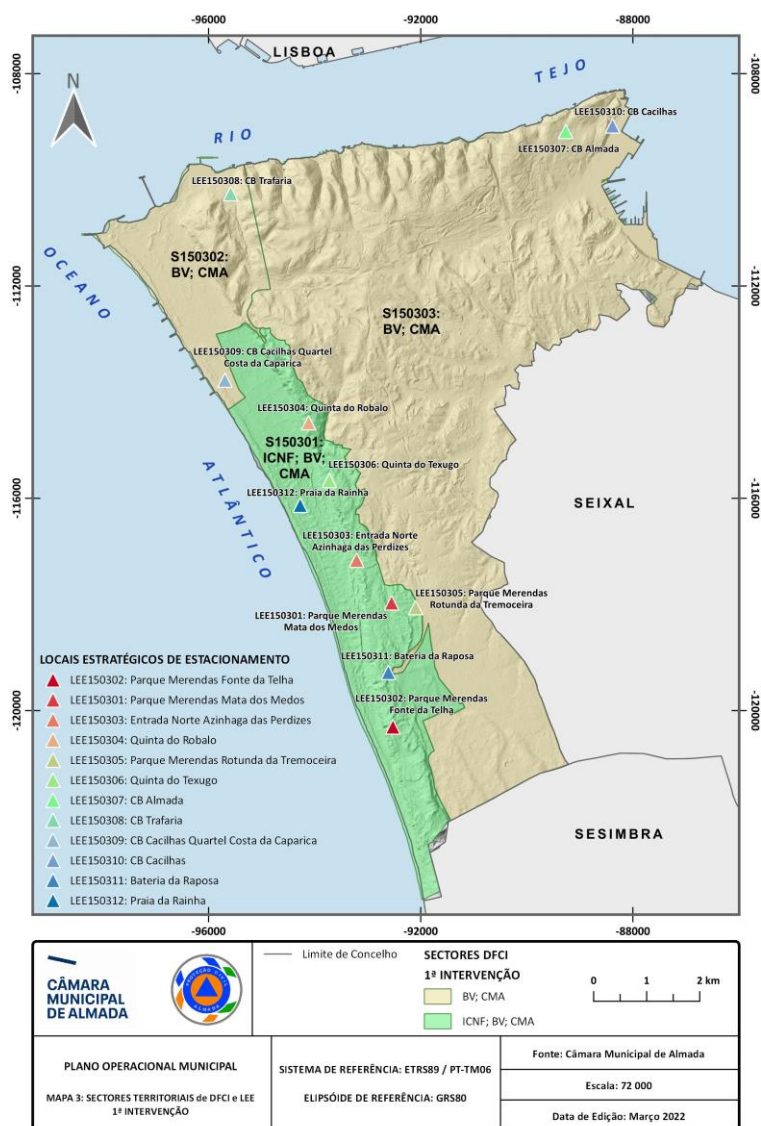 -96000
-92000
-88000
LISBOA
-108000
-108000
N
TEJO
RIO
LEE150310: CB Cacilhas
LEE150307: CB Almada
LEE150308: CB Trafaria
S150302:
BV; CMA
OCEANO
-112000
-112000
S150303:
BV; CMA
LEE150309: CB Cacilhas Quartel
Costa da Caparica
LEE150304: Quinta do Robalo
S150301:
ICNF; BV;
CMA
LEE150306: Quinta do Texugo
LEE150312: Praia da Rainha
-116000
-116000
SEIXAL
ATLÂNTICO
LEE150303: Entrada Norte
Azinhaga das Perdizes
LEE150305: Parque Merendas
Rotunda da Tremoceira
LEE150301: Parque Merendas
Mata dos Medos
LEE150311: Bateria da Raposa
LEE150302: Parque Merendas
Fonte da Telha
-120000
-120000
SESIMBRA
LOCAIS ESTRATÉGICOS DE ESTACIONAMENTO
LEE150302: Parque Merendas Fonte da Telha
LEE150301: Parque Merendas Mata dos Medos
LEE150303: Entrada Norte Azinhaga das Perdizes
LEE150304: Quinta do Robalo
LEE150305: Parque Merendas Rotunda da Tremoceira
LEE150306: Quinta do Texugo
LEE150307: CB Almada
LEE150308: CB Trafaria
LEE150309: CB Cacilhas Quartel Costa da Caparica
LEE150310: CB Cacilhas
LEE150311: Bateria da Raposa
LEE150312: Praia da Rainha
-96000
-92000
-88000
CÂMARA
MUNICIPAL
DE ALMADA
PROTEÇÃO CIVIL
ALMADA
Limite de Concelho
SECTORES DFCI
1ª INTERVENÇÃO
BV; CMA
ICNF; BV; CMA
0 1 2 km
PLANO OPERACIONAL MUNICIPAL
MAPA 3: SECTORES TERRITORIAIS de DFCI e LEE
1ª INTERVENÇÃO
SISTEMA DE REFERÊNCIA: ETRS89 / PT-TM06
ELIPSÓIDE DE REFERÊNCIA: GRS80
Fonte: Câmara Municipal de Almada
Escala: 72 000
Data de Edição: Março 2022